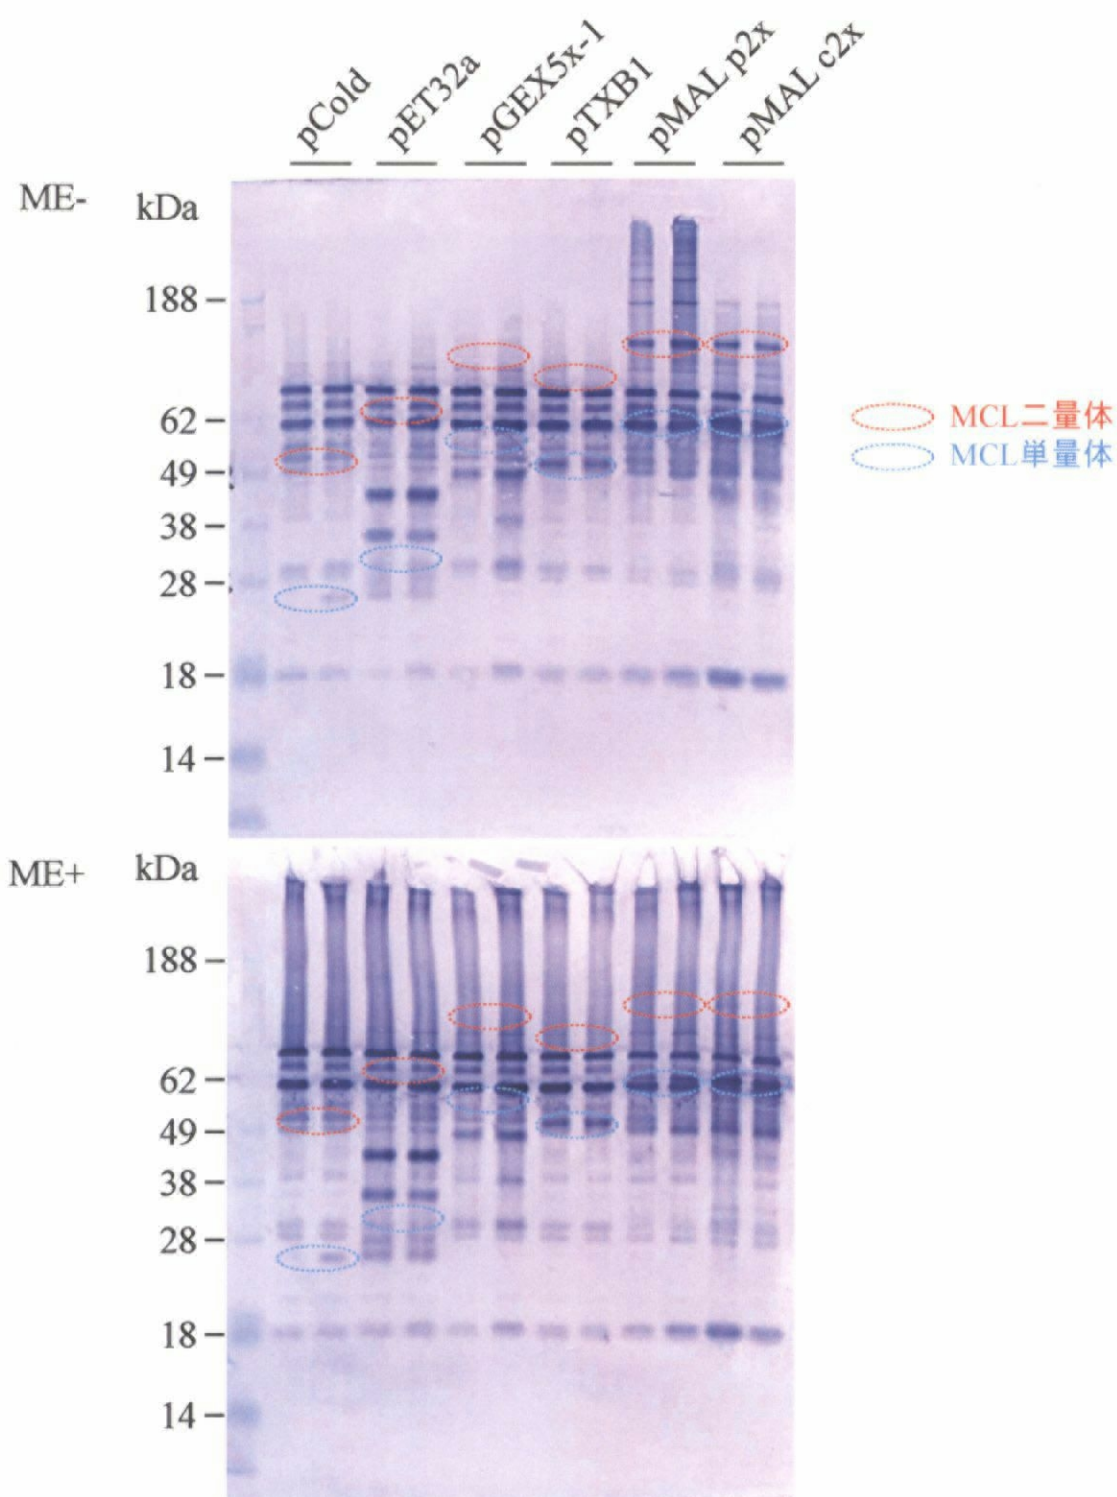 pCold
pET32a
pGEX5x-1
pTXB1
pMAL p2x
pMAL c2x
ME-
kDa
188
62
49
38
28
18
14
MCL二量体
MCL単量体
ME+
kDa
188
62
49
38
28
18
14